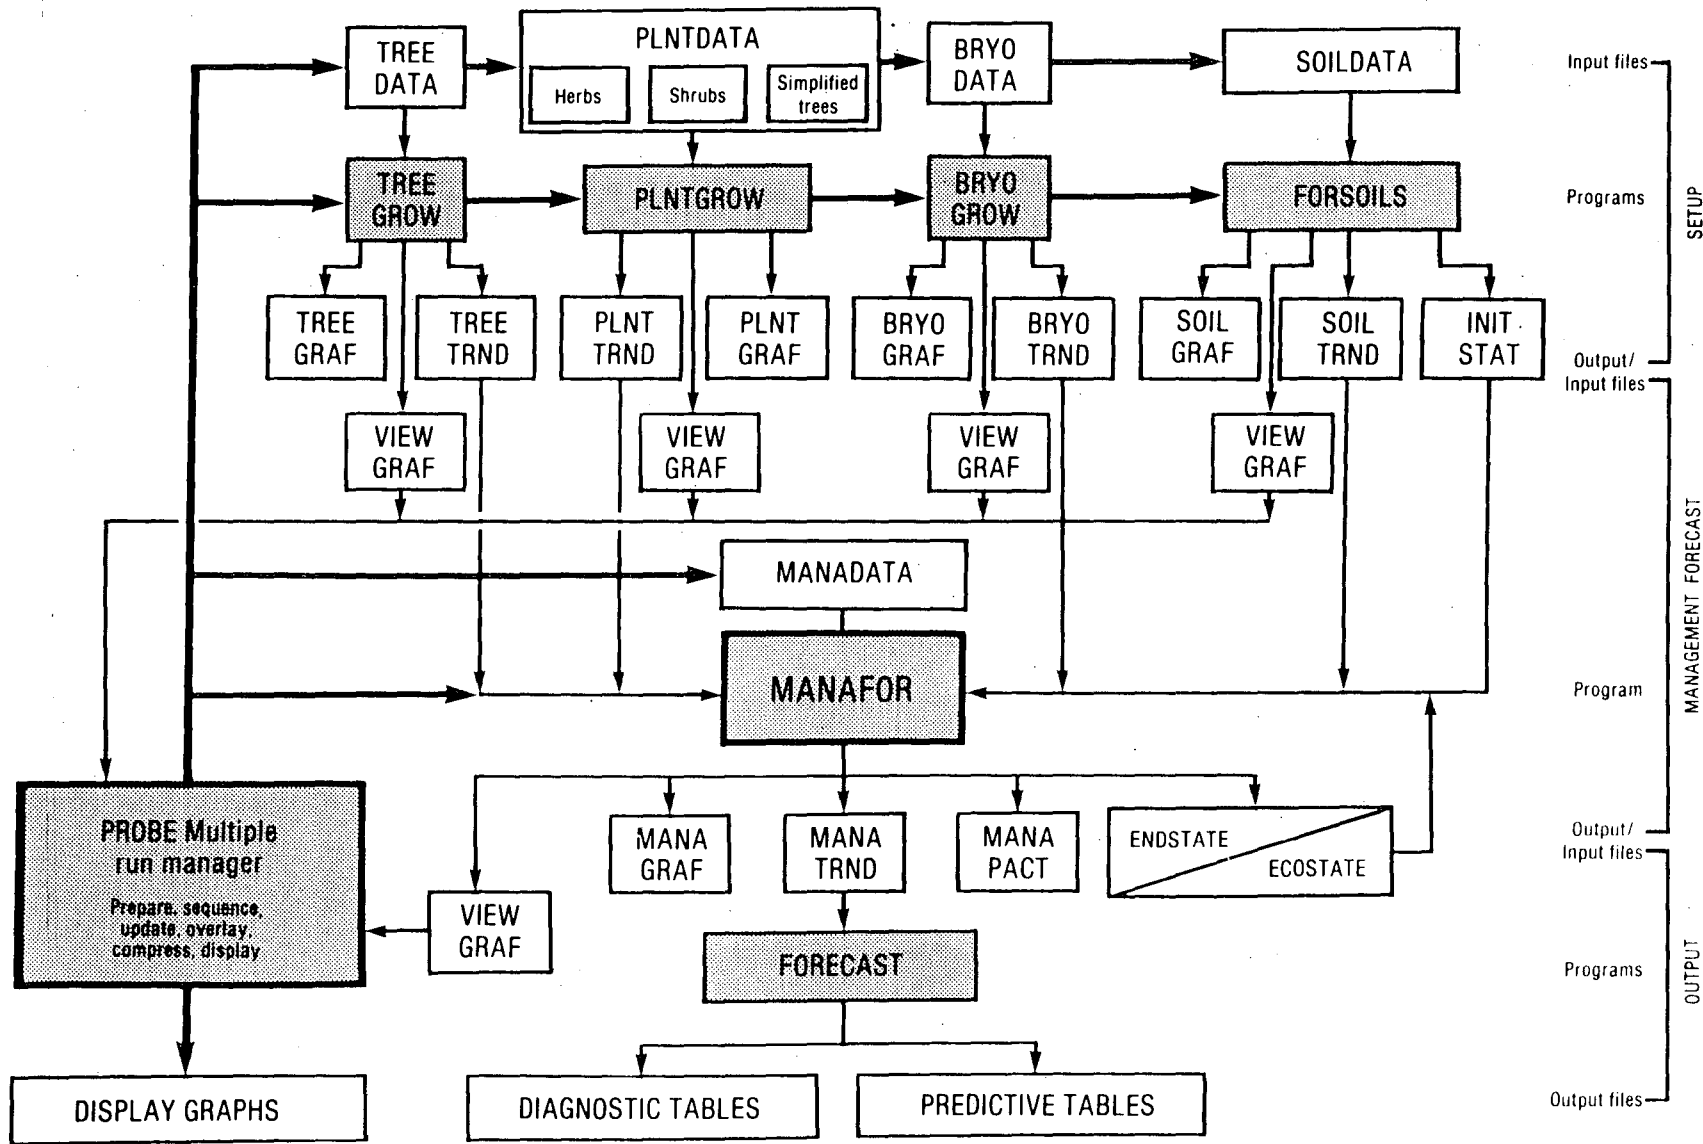 TREE
DATA
PLNTDATA
Herbs
Shrubs
Simplified
trees
BRYO
DATA
SOILDATA
Input files
TREE
GROW
PLNTGROW
BRYO
GROW
FORSOILS
Programs
SETUP
TREE
GRAF
TREE
TRND
PLNT
TRND
PLNT
GRAF
BRYO
GRAF
BRYO
TRND
SOIL
GRAF
SOIL
TRND
INIT
STAT
Output/
Input files
VIEW
GRAF
VIEW
GRAF
VIEW
GRAF
VIEW
GRAF
MANADATA
MANAFOR
Program
MANAGEMENT FORECAST
PROBE Multiple
run manager
Prepare, sequence,
update, overlay,
compress, display
VIEW
GRAF
MANA
GRAF
MANA
TRND
MANA
PACT
ENDSTATE
ECOSTATE
Output/
Input files
FORECAST
Programs
OUTPUT
DISPLAY GRAPHS
DIAGNOSTIC TABLES
PREDICTIVE TABLES
Output files